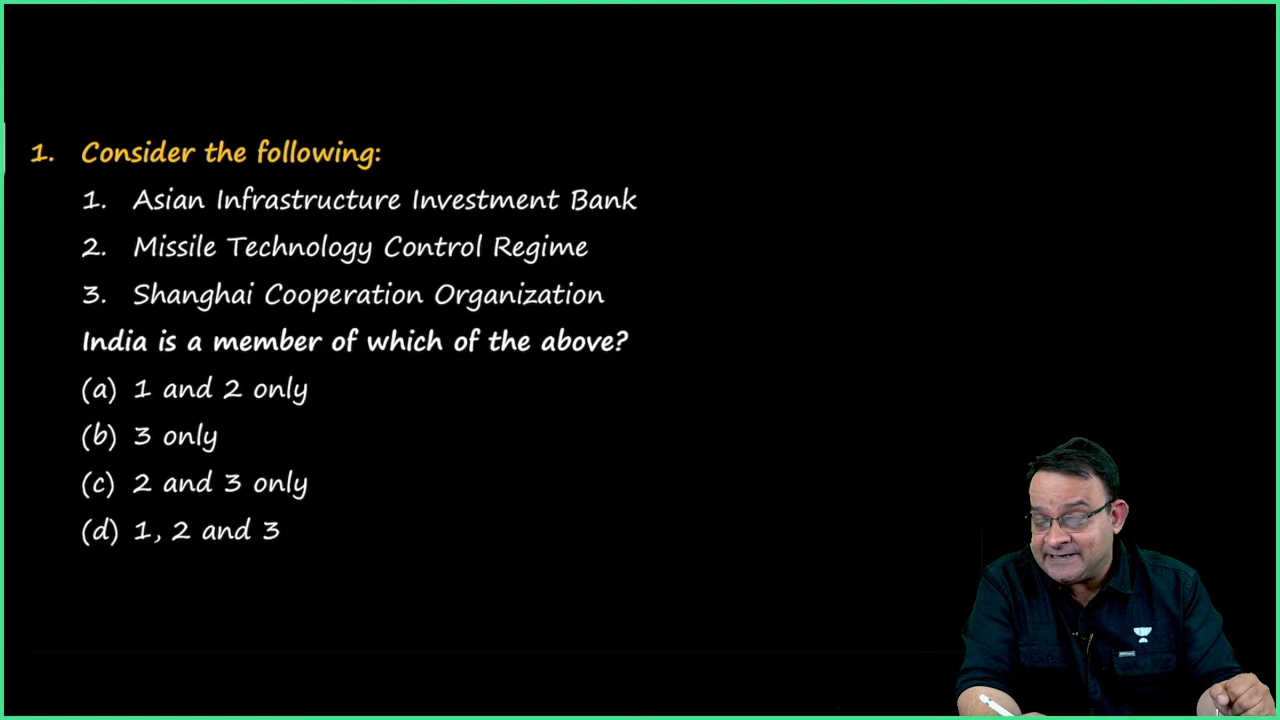 1. Consider the following:
1. Asian Infrastructure Investment Bank
2. Missile Technology Control Regime
3. Shanghai Cooperation Organization
India is a member of which of the above?
(a) 1 and 2 only
(b) 3 only
(c) 2 and 3 only
(d) 1, 2 and 3